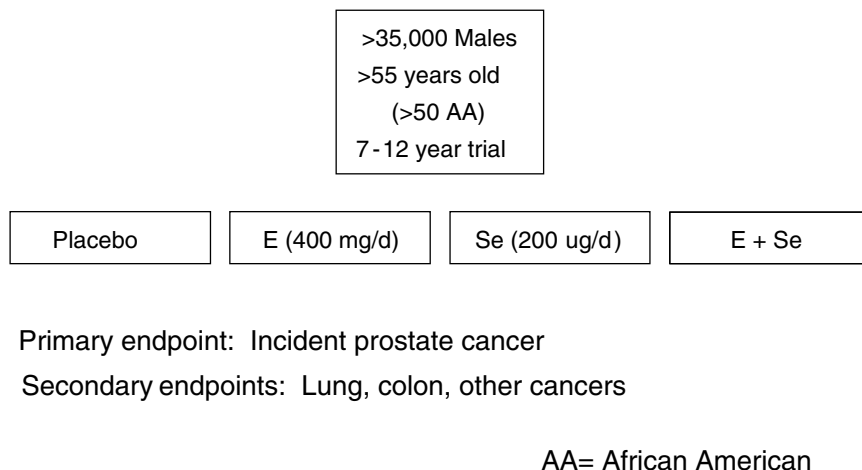 >35,000 Males
>55 years old
(>50 AA)
7-12 year trial
Placebo
E (400 mg/d)
Se (200 ug/d)
E + Se
Primary endpoint: Incident prostate cancer
Secondary endpoints: Lung, colon, other cancers
AA= African American